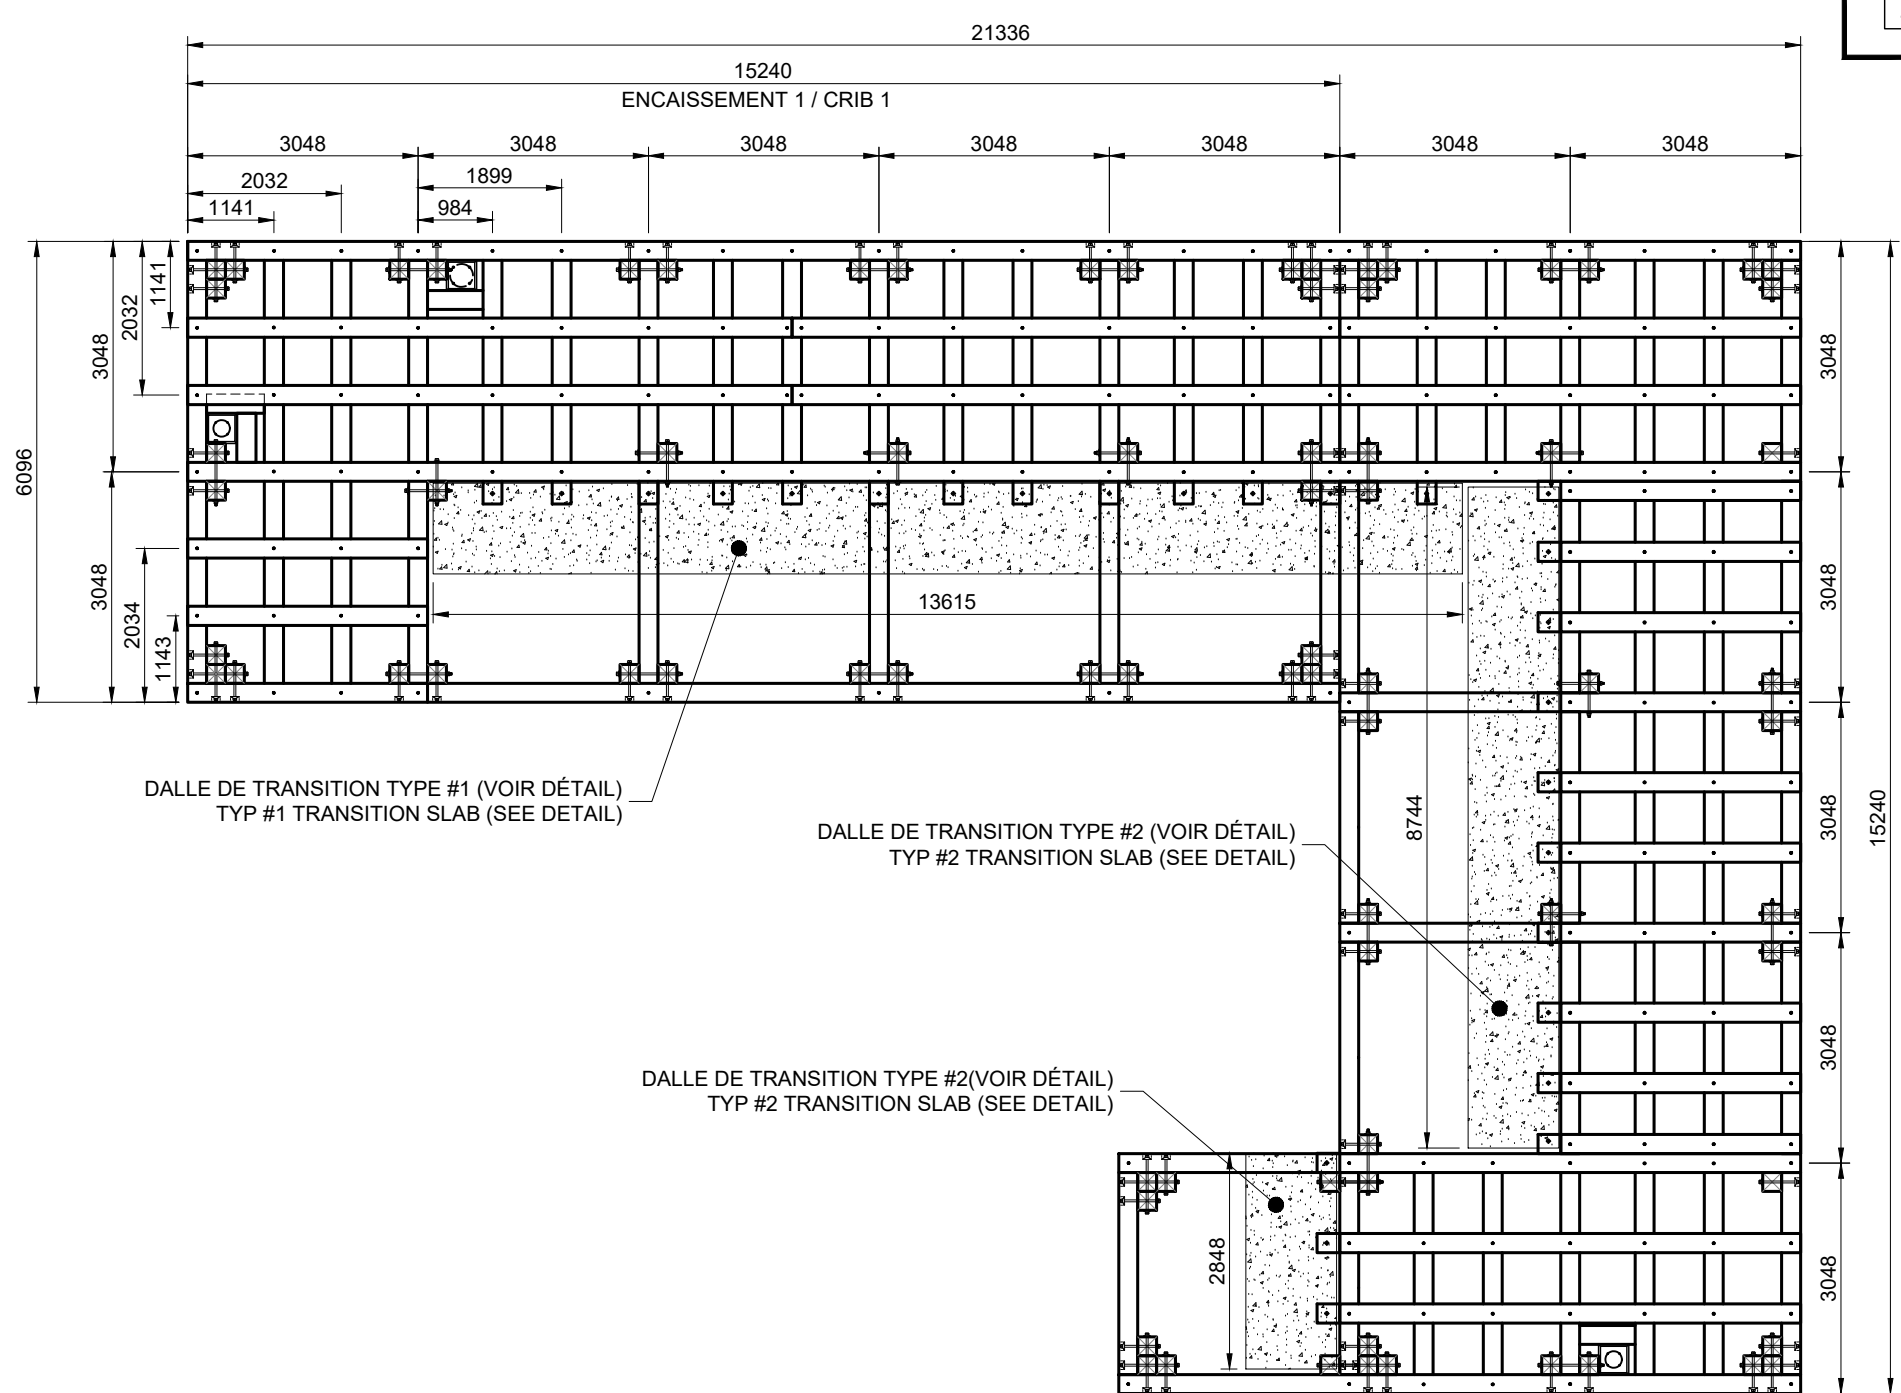 21336
15240
ENCAISSEMENT 1 / CRIB 1
3048 3048 3048 3048 3048 3048 3048
2032 1899
1141 984
1141
2032
3048
6096
3048
2034
1143
3048
13615
3048
DALLE DE TRANSITION TYPE #1 (VOIR DÉTAIL)
TYP #1 TRANSITION SLAB (SEE DETAIL)
DALLE DE TRANSITION TYPE #2 (VOIR DÉTAIL)
TYP #2 TRANSITION SLAB (SEE DETAIL)
8744
3048
15240
3048
DALLE DE TRANSITION TYPE #2(VOIR DÉTAIL)
TYP #2 TRANSITION SLAB (SEE DETAIL)
2848
3048